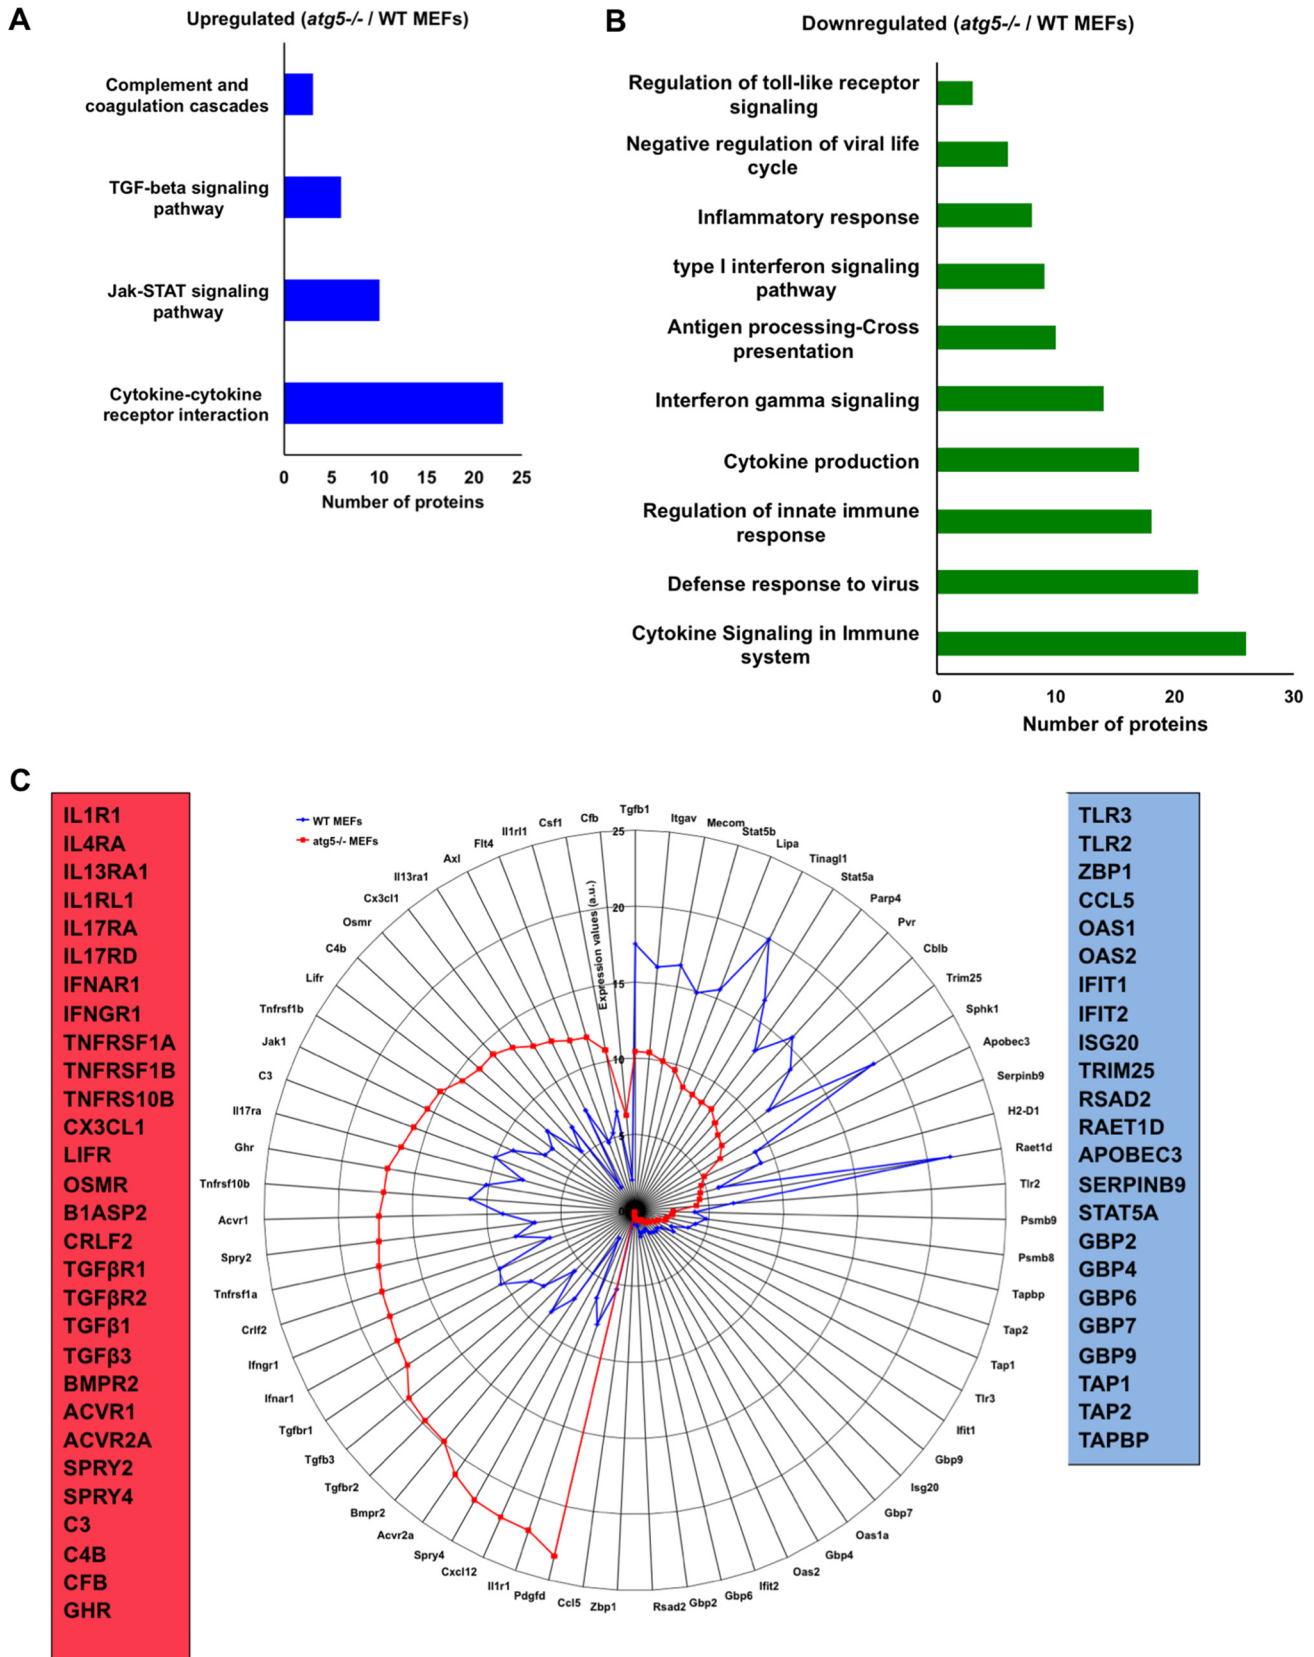 A
Upregulated (atg5-/- / WT MEFs)
Complement and
coagulation cascades
TGF-beta signaling
pathway
Jak-STAT signaling
pathway
Cytokine-cytokine
receptor interaction
0 5 10 15 20 25
Number of proteins
B
Downregulated (atg5-/- / WT MEFs)
Regulation of toll-like receptor
signaling
Negative regulation of viral life
cycle
Inflammatory response
type I interferon signaling
pathway
Antigen processing-Cross
presentation
Interferon gamma signaling
Cytokine production
Regulation of innate immune
response
Defense response to virus
Cytokine Signaling in Immune
system
0 10 20 30
Number of proteins
C
IL1R1
IL4RA
IL13RA1
IL1RL1
IL17RA
IL17RD
IFNAR1
IFNGR1
TNFRSF1A
TNFRSF1B
TNFRS10B
CX3CL1
LIFR
OSMR
B1ASP2
CRLF2
TGFβR1
TGFβR2
TGFβ1
TGFβ3
BMPR2
ACVR1
ACVR2A
SPRY2
SPRY4
C3
C4B
CFB
GHR
WT MEFs
atg5-/- MEFs
Expression values (a.u.)
25
20
15
10
5
0
Tgfb1
Itgav
Mecom
Stat5b
Lipa
Tinagl1
Stat5a
Parp4
Pvr
Cblb
Trim25
Sphk1
Apobec3
Serpinb9
H2-D1
Raet1d
Tlr2
Psmb9
Psmb8
Tapbp
Tap2
Tap1
Tlr3
Ifit1
Gbp9
Isg20
Gbp7
Oas1a
Gbp4
Oas2
Ifit2
Gbp6
Gbp2
Rsad2
Zbp1
Ccl5
Pdgfd
Il1r1
Cxcl12
Spry4
Acvr2a
Bmpr2
Tgfbr2
Tgfb3
Tgfbr1
Ifnar1
Ifngr1
Crlf2
Tnfrsf1a
Spry2
Acvr1
Tnfrsf10b
Ghr
Il17ra
C3
Jak1
Tnfrsf1b
Lifr
C4b
Osmr
Cx3cl1
Il13ra1
Axl
Flt4
Il1rl1
Csf1
Cfb
TLR3
TLR2
ZBP1
CCL5
OAS1
OAS2
IFIT1
IFIT2
ISG20
TRIM25
RSAD2
RAET1D
APOBEC3
SERPINB9
STAT5A
GBP2
GBP4
GBP6
GBP7
GBP9
TAP1
TAP2
TAPBP